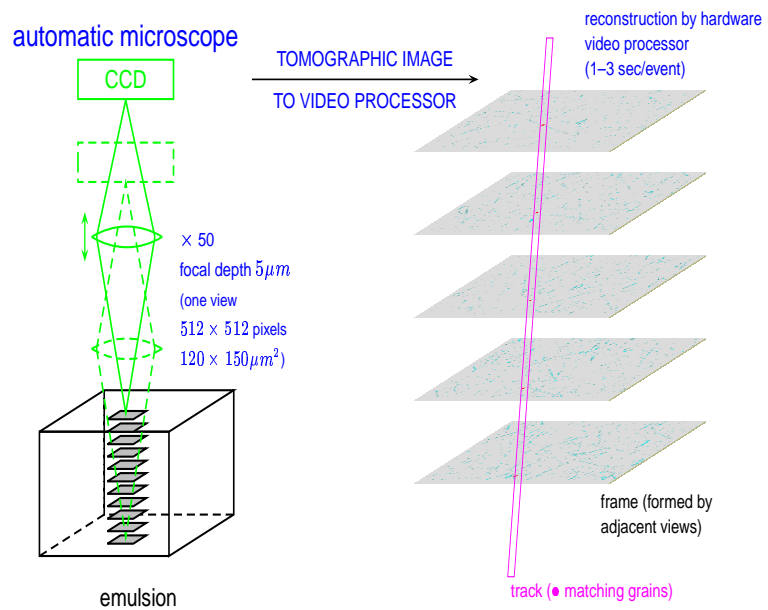 automatic microscope
CCD
TOMOGRAPHIC IMAGE
TO VIDEO PROCESSOR
reconstruction by hardware
video processor
(1–3 sec/event)
× 50
focal depth 5μm
(one view
512 × 512 pixels
120 × 150μm²)
frame (formed by
adjacent views)
emulsion
track (● matching grains)